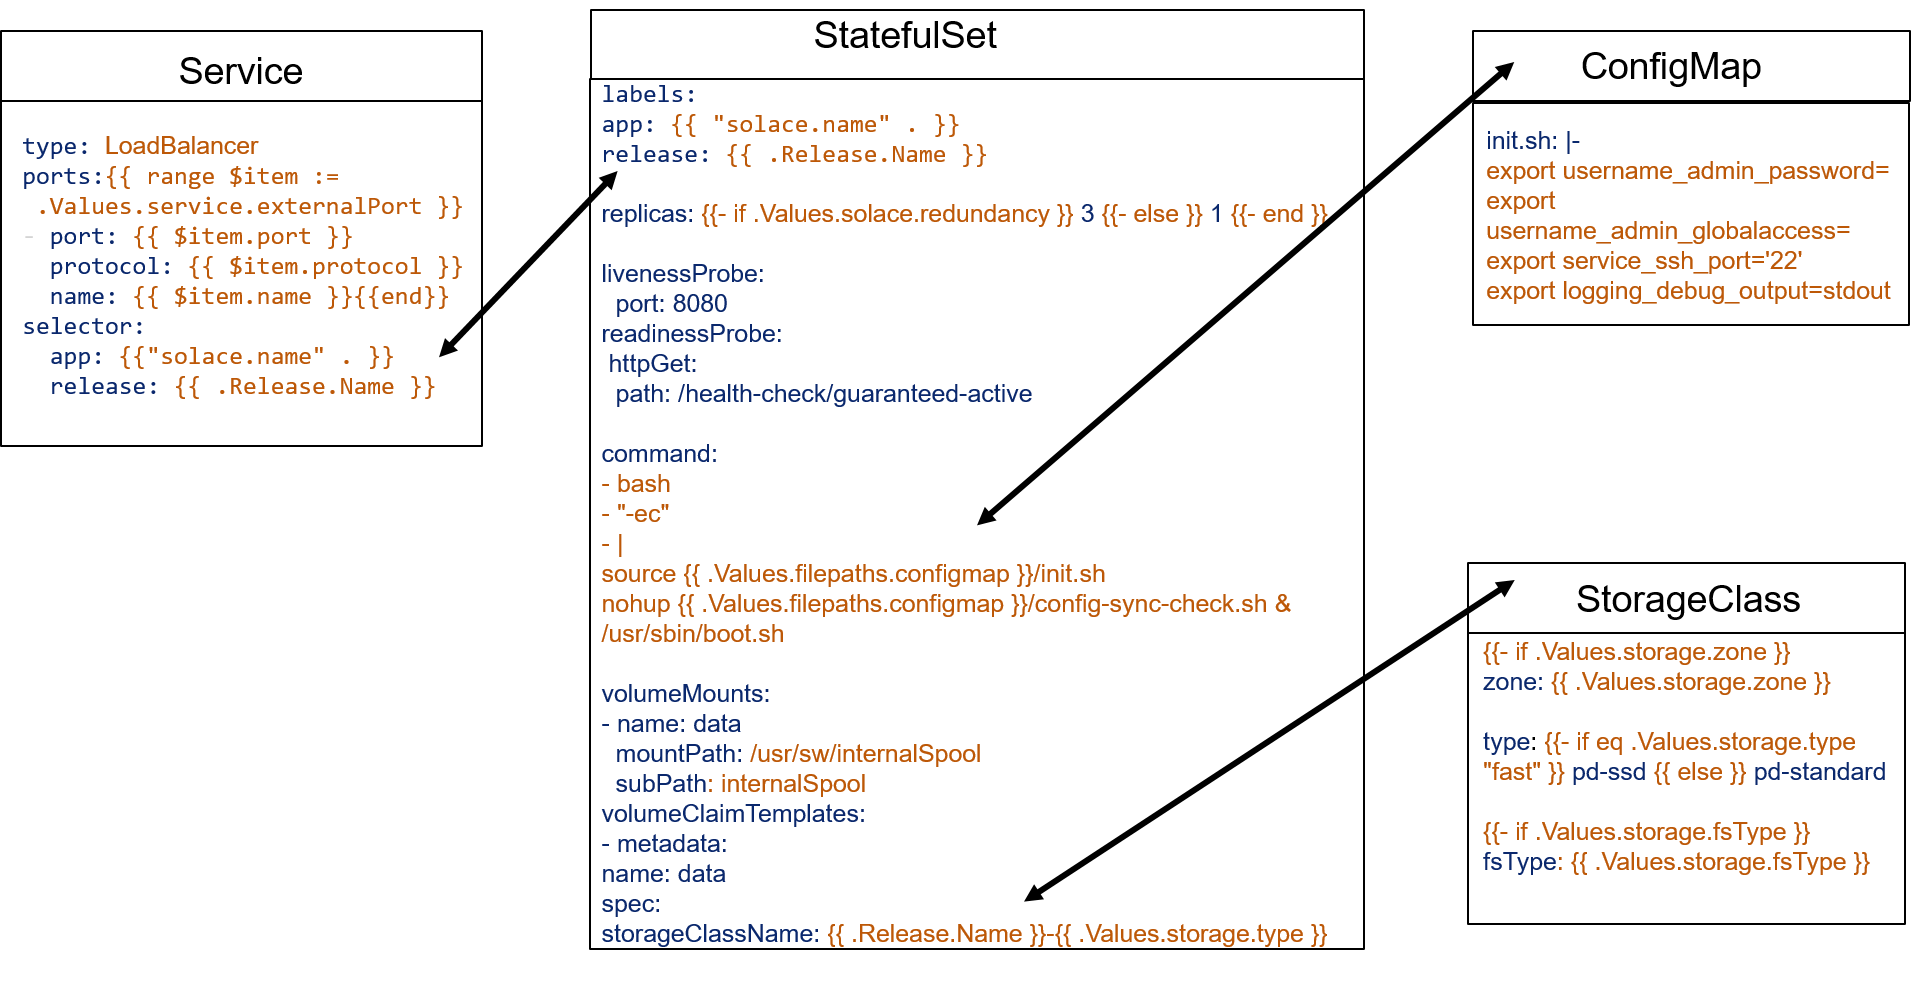 Service
type: LoadBalancer
ports:{{ range $item :=
.Values.service.externalPort }}
- port: {{ $item.port }}
protocol: {{ $item.protocol }}
name: {{ $item.name }}{{end}}
selector:
app: {{"solace.name" . }}
release: {{ .Release.Name }}
StatefulSet
labels:
app: {{ "solace.name" . }}
release: {{ .Release.Name }}
replicas: {{- if .Values.solace.redundancy }} 3 {{- else }} 1 {{- end }}
livenessProbe:
port: 8080
readinessProbe:
httpGet:
path: /health-check/guaranteed-active
command:
- bash
- "-ec"
- |
source {{ .Values.filepaths.configmap }}/init.sh
nohup {{ .Values.filepaths.configmap }}/config-sync-check.sh &
/usr/sbin/boot.sh
volumeMounts:
- name: data
mountPath: /usr/sw/internalSpool
subPath: internalSpool
volumeClaimTemplates:
- metadata:
name: data
spec:
storageClassName: {{ .Release.Name }}-{{ .Values.storage.type }}
ConfigMap
init.sh: |-
export username_admin_password=
export
username_admin_globalaccess=
export service_ssh_port='22'
export logging_debug_output=stdout
StorageClass
{{- if .Values.storage.zone }}
zone: {{ .Values.storage.zone }}
type: {{- if eq .Values.storage.type
"fast" }} pd-ssd {{ else }} pd-standard
{{- if .Values.storage.fsType }}
fsType: {{ .Values.storage.fsType }}